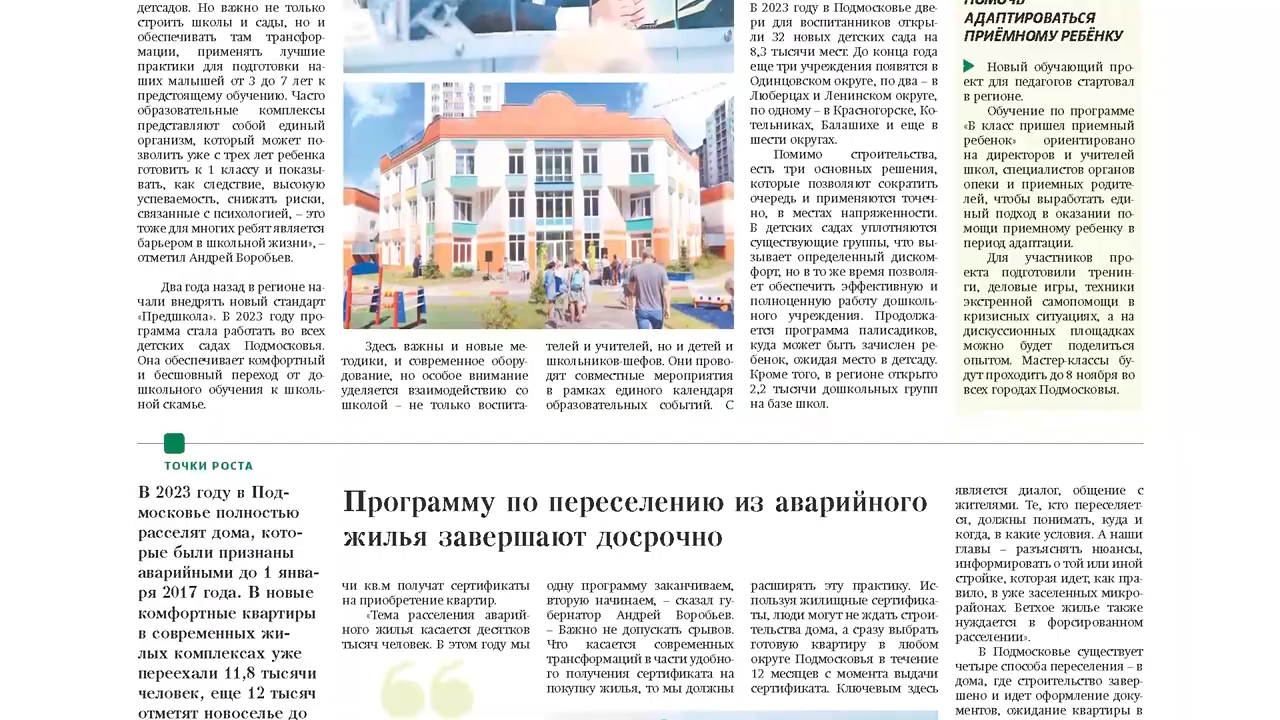 детсадов. Но важно не только
строить школы и сады, но и
обеспечивать там трансфор-
мации, применять лучшие
практики для подготовки на-
ших малышей от 3 до 7 лет к
предстоящему обучению. Часто
образовательные комплексы
представляют собой единый
организм, который может по-
зволить уже с трех лет ребенка
готовить к 1 классу и показы-
вать, как следствие, высокую
успеваемость, снижать риски,
связанные с психологией, – это
тоже для многих ребят является
барьером в школьной жизни», –
отметил Андрей Воробьев.
Два года назад в регионе на-
чали внедрять новый стандарт
«Предшкола». В 2023 году про-
грамма стала работать во всех
детских садах Подмосковья.
Она обеспечивает комфортный
и бесшовный переход от до-
школьного обучения к школь-
ной скамье.
Здесь важны и новые ме-
тодики, и современное обору-
дование, но особое внимание
уделяется взаимодействию со
школой – не только воспита-
телей и учителей, но и детей и
школьников-шефов. Они прово-
дят совместные мероприятия
в рамках единого календаря
образовательных событий. С
В 2023 году в Подмосковье две-
ри для воспитанников откры-
ли 32 новых детских сада на
8,3 тысячи мест. До конца года
еще три учреждения появятся в
Одинцовском округе, по два – в
Люберцах и Ленинском округе,
по одному – в Красногорске, Ко-
тельниках, Балашихе и еще в
шести округах.
Помимо строительства,
есть три основных решения,
которые позволяют сократить
очередь и применяются точеч-
но, в местах напряженности.
В детских садах уплотняются
существующие группы, что вы-
зывает определенный диском-
форт, но в то же время позволя-
ет обеспечить эффективную и
полноценную работу дошколь-
ного учреждения. Продолжа-
ется программа палисадиков,
куда может быть зачислен ре-
бенок, ожидая место в детсаду.
Кроме того, в регионе открыто
2,2 тысячи дошкольных групп
на базе школ.
ПОМОЧЬ
АДАПТИРОВАТЬСЯ
ПРИЁМНОМУ РЕБЁНКУ
Новый обучающий про-
ект для педагогов стартовал
в регионе.
Обучение по программе
«В класс пришел приемный
ребенок» ориентировано
на директоров и учителей
школ, специалистов органов
опеки и приемных родите-
лей, чтобы выработать еди-
ный подход в оказании по-
мощи приемному ребенку в
период адаптации.
Для участников про-
екта подготовили тренин-
ги, деловые игры, техники
экстренной самопомощи в
кризисных ситуациях, а на
дискуссионных площадках
можно будет поделиться
опытом. Мастер-классы бу-
дут проходить до 8 ноября во
всех городах Подмосковья.
ТОЧКИ РОСТА
В 2023 году в Под-
московье полностью
расселят дома, кото-
рые были признаны
аварийными до 1 янва-
ря 2017 года. В новые
комфортные квартиры
в современных жи-
лых комплексах уже
переехали 11,8 тысячи
человек, еще 12 тысяч
отметят новоселье до
Программу по переселению из аварийного
жилья завершают досрочно
чи кв.м получат сертификаты
на приобретение квартир.
«Тема расселения аварий-
ного жилья касается десятков
тысяч человек. В этом году мы
одну программу заканчиваем,
вторую начинаем, – сказал гу-
бернатор Андрей Воробьев.
– Важно не допускать срывов.
Что касается современных
трансформаций в части удобно-
го получения сертификата на
покупку жилья, то мы должны
расширять эту практику. Ис-
пользуя жилищные сертифика-
ты, люди могут не ждать строи-
тельства дома, а сразу выбрать
готовую квартиру в любом
округе Подмосковья в течение
12 месяцев с момента выдачи
сертификата. Ключевым здесь
является диалог, общение с
жителями. Те, кто переселяет-
ся, должны понимать, куда и
когда, в какие условия. А наши
главы – разъяснять нюансы,
информировать о той или иной
стройке, которая идет, как пра-
вило, в уже заселенных микро-
районах. Ветхое жилье также
нуждается в форсированном
расселении».
В Подмосковье существует
четыре способа переселения – в
дома, где строительство завер-
шено и идет оформление доку-
ментов, ожидание квартиры в